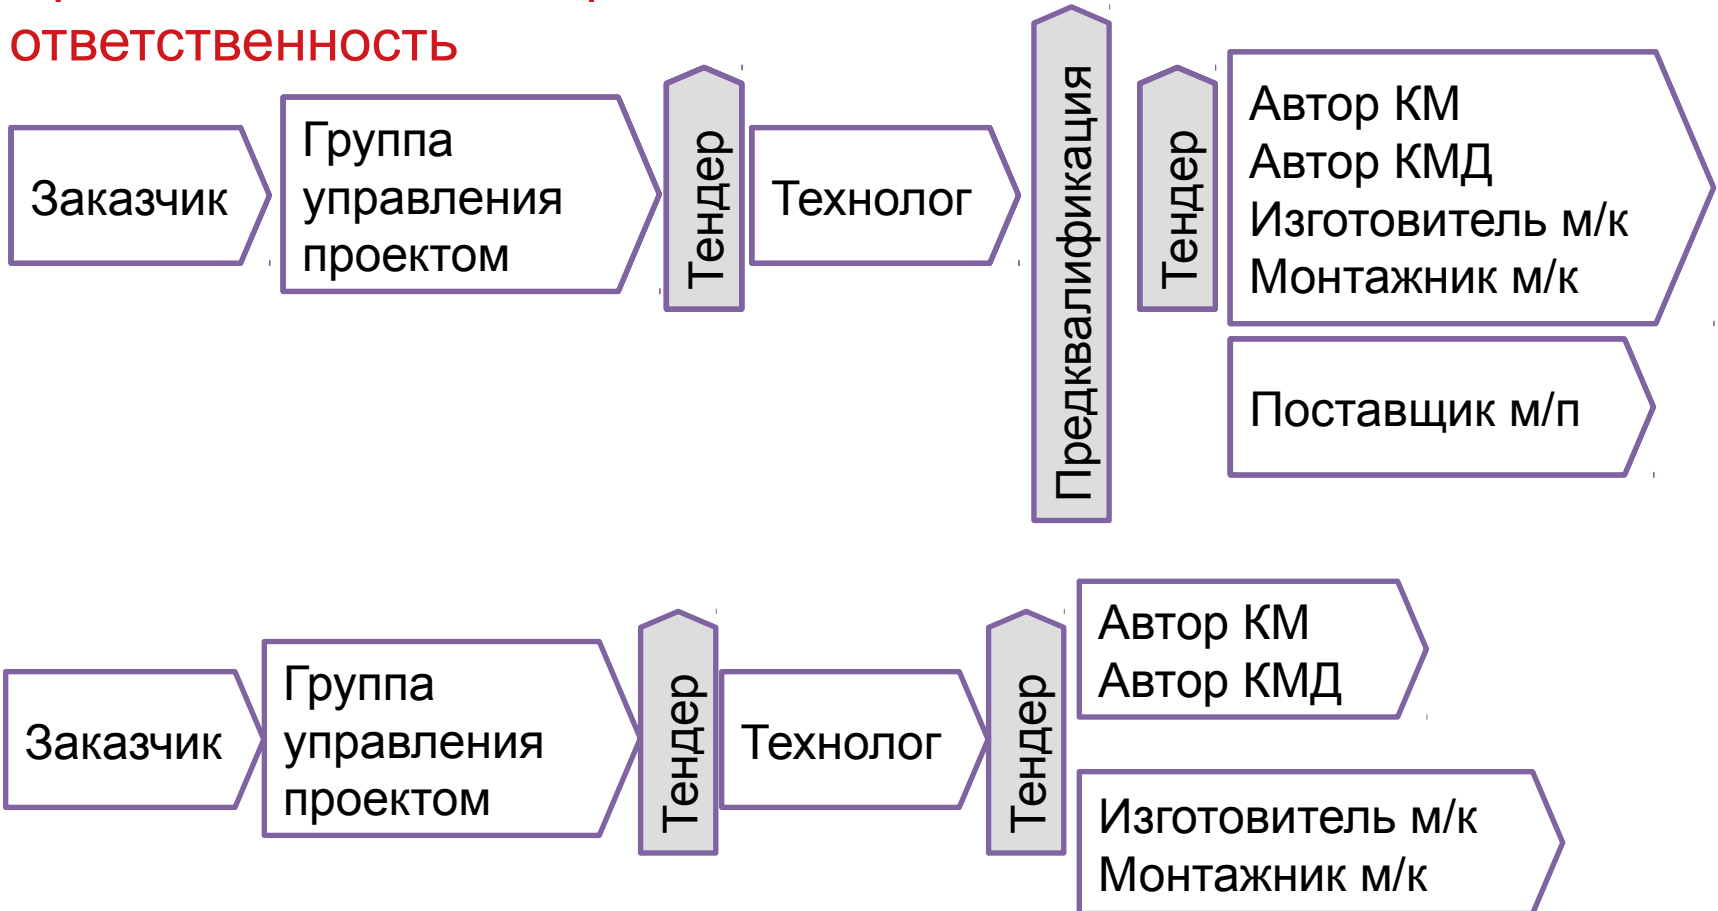 ответственность
Заказчик
Группа
управления
проектом
Тендер
Технолог
Предквалификация
Тендер
Автор КМ
Автор КМД
Изготовитель м/к
Монтажник м/к
Поставщик м/п
Заказчик
Группа
управления
проектом
Тендер
Технолог
Тендер
Автор КМ
Автор КМД
Изготовитель м/к
Монтажник м/к